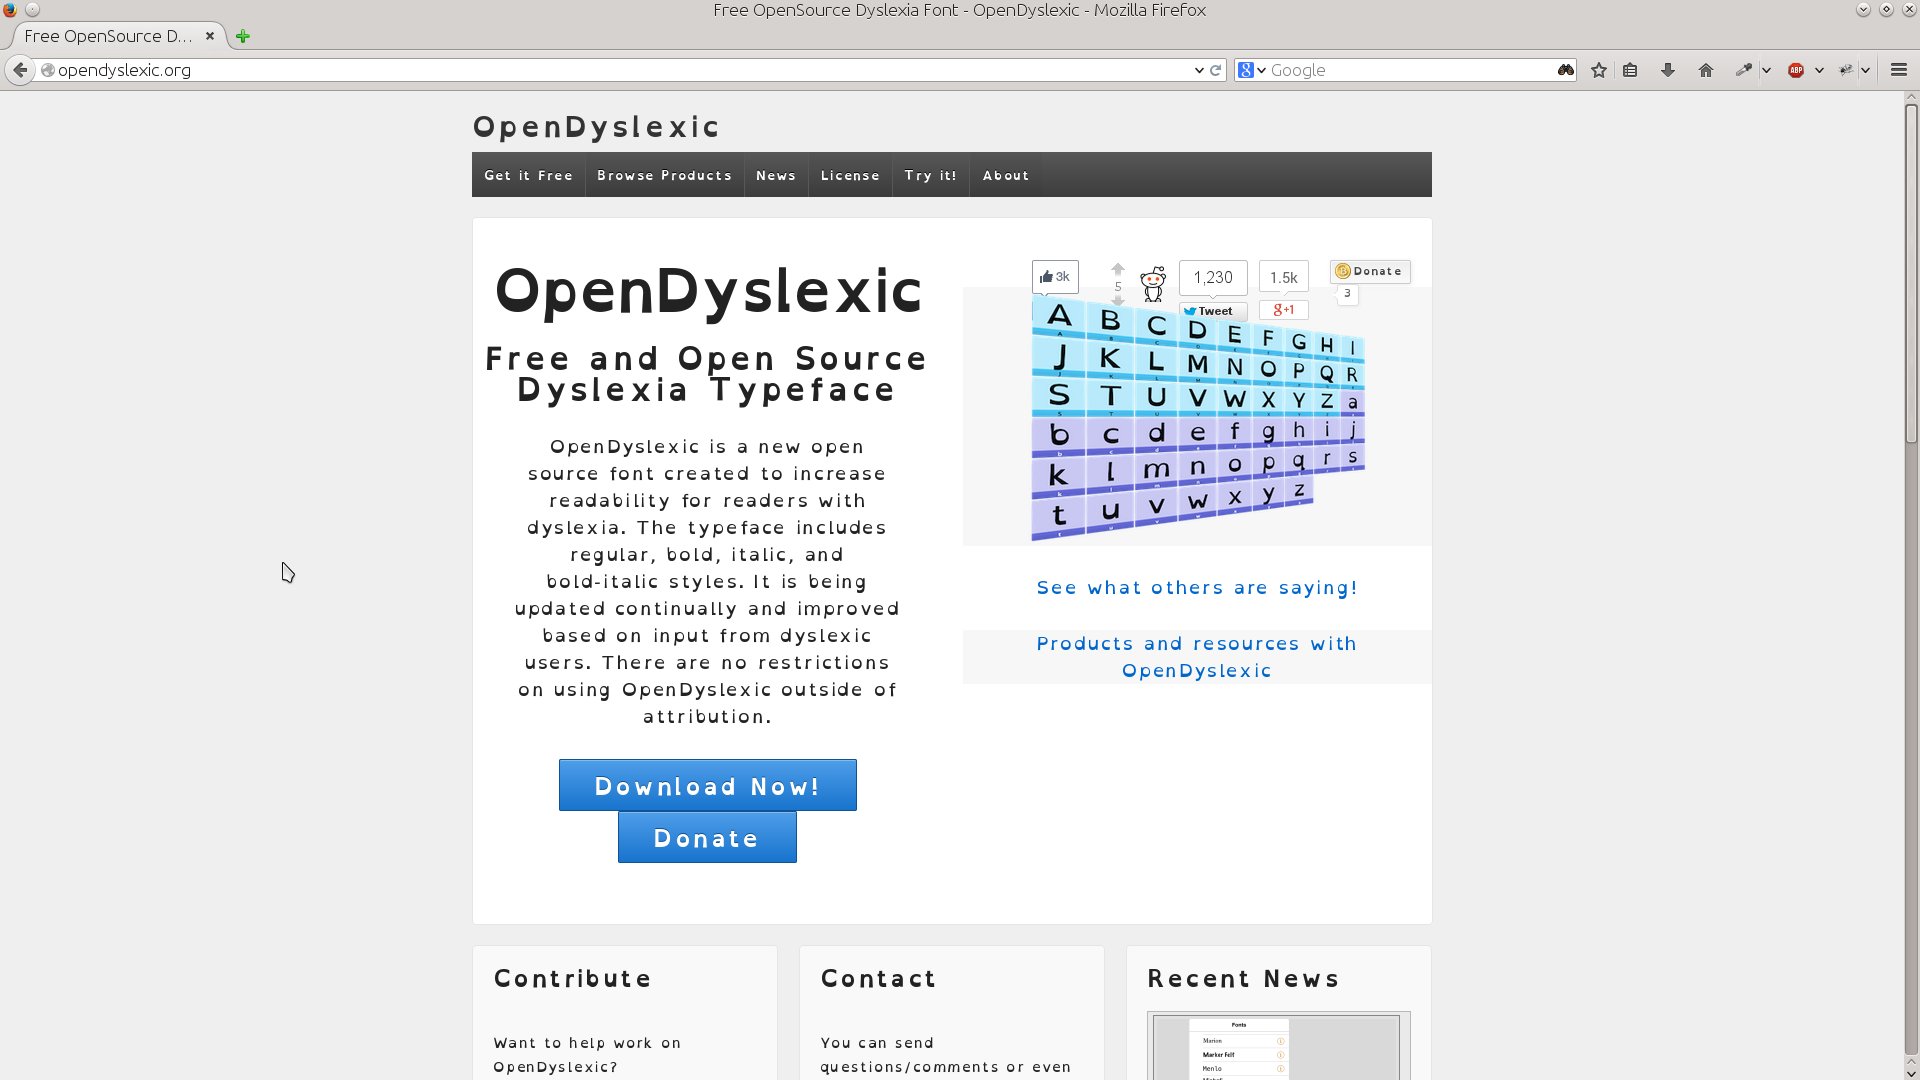 Free OpenSource Dyslexia Font - OpenDyslexic - Mozilla Firefox
Free OpenSource D...
opendyslexic.org
Google
ABP
OpenDyslexic
Get it Free Browse Products News License Try it! About
OpenDyslexic
Free and Open Source
Dyslexia Typeface
OpenDyslexic is a new open
source font created to increase
readability for readers with
dyslexia. The typeface includes
regular, bold, italic, and
bold-italic styles. It is being
updated continually and improved
based on input from dyslexic
users. There are no restrictions
on using OpenDyslexic outside of
attribution.
Download Now!
Donate
3k 5 1,230 1.5k Donate
3
Tweet g+1
A B C D E F G H I
J K L M N O P Q R
S T U V W X Y Z a
b c d e f g h i j
k l m n o p q r s
t u v w x y z
See what others are saying!
Products and resources with
OpenDyslexic
Contribute
Want to help work on
OpenDyslexic?
Contact
You can send
questions/comments or even
Recent News
Fonts
Marion
Marker Felt
Menlo